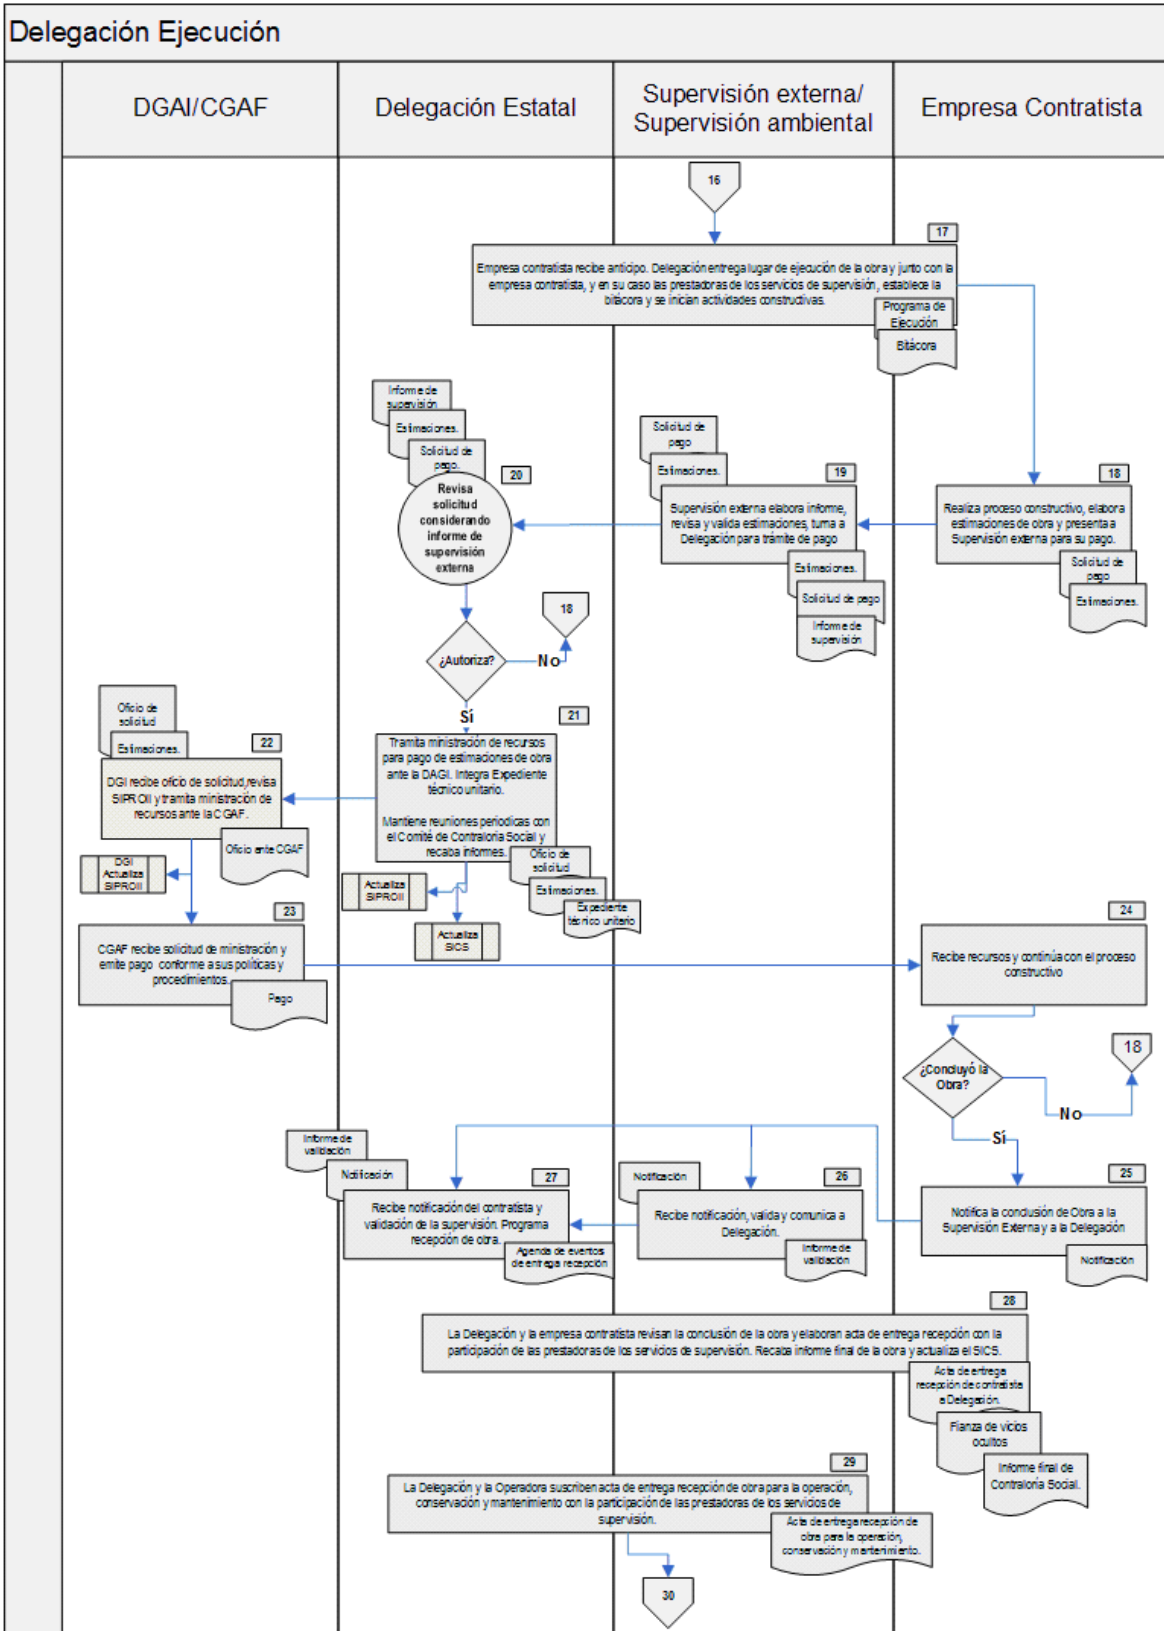 Delegación Ejecución
DGAI/CGAF
Delegación Estatal
Supervisión externa/
Supervisión ambiental
Empresa Contratista
16
17
Empresa contratista recibe anticipo. Delegación entrega lugar de ejecución de la obra y junto con la
empresa contratista, y en su caso las prestadoras de los servicios de supervisión, establece la
bitácora y se inician actividades constructivas.
Programa de
Ejecución
Bitácora
Informe de
supervisión
Estimaciones.
Solicitud de
pago.
20
Revisa
solicitud
considerando
informe de
supervisión
externa
Solicitud de
pago
Estimaciones.
19
Supervisión externa elabora informe,
revisa y valida estimaciones, turna a
Delegación para trámite de pago
Estimaciones.
Solicitud de pago
Informe de
supervisión
18
Realiza proceso constructivo, elabora
estimaciones de obra y presenta a
Supervisión externa para su pago.
Solicitud de
pago
Estimaciones.
18
¿Autoriza?
No
Sí
21
Tramita ministración de recursos
para pago de estimaciones de obra
ante la DAGI. Integra Expediente
técnico unitario.
Mantiene reuniones periodicas con
el Comité de Contraloría Social y
recaba informes.
Oficio de
solicitud
Estimaciones.
Expediente
técnico unitario
Actualiza
SIPROII
Actualiza
SICS
Oficio de
solicitud
Estimaciones.
22
DGI recibe oficio de solicitud,revisa
SIPROII y tramita ministración de
recursos ante la CGAF.
Oficio ante CGAF
DGI
Actualiza
SIPROII
23
CGAF recibe solicitud de ministración y
emite pago conforme a sus políticas y
procedimientos.
Pago
24
Recibe recursos y continúa con el proceso
constructivo
¿Concluyó la
Obra?
18
No
Sí
25
Notifica la conclusión de Obra a la
Supervisión Externa y a la Delegación
Notificación
Notificación
26
Recibe notificación, valida y comunica a
Delegación.
Informe de
validación
Informe de
validación
Notificación
27
Recibe notificación del contratista y
validación de la supervisión. Programa
recepción de obra.
Agenda de eventos
de entrega recepción
28
La Delegación y la empresa contratista revisan la conclusión de la obra y elaboran acta de entrega recepción con la
participación de las prestadoras de los servicios de supervisión. Recaba informe final de la obra y actualiza el SICS.
Acta de entrega
recepción de contratista
a Delegación.
Fianza de vicios
ocultos
Informe final de
Contraloría Social.
29
La Delegación y la Operadora suscriben acta de entrega recepción de obra para la operación,
conservación y mantenimiento con la participación de las prestadoras de los servicios de
supervisión.
Acta de entrega recepción de
obra para la operación,
conservación y mantenimiento.
30